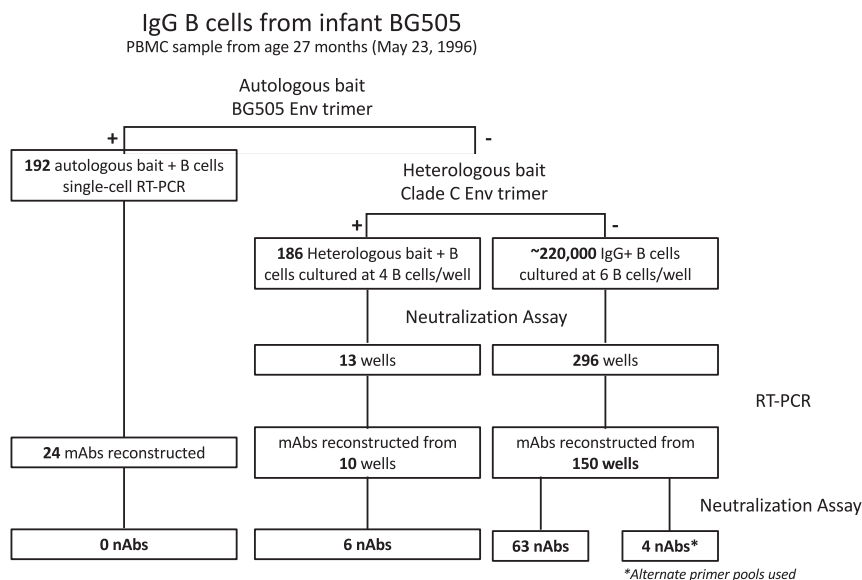 IgG B cells from infant BG505
PBMC sample from age 27 months (May 23, 1996)
Autologous bait
BG505 Env trimer
+
-
192 autologous bait + B cells
single-cell RT-PCR
Heterologous bait
Clade C Env trimer
+
-
186 Heterologous bait + B
cells cultured at 4 B cells/well
~220,000 IgG+ B cells
cultured at 6 B cells/well
Neutralization Assay
13 wells
296 wells
RT-PCR
24 mAbs reconstructed
mAbs reconstructed from
10 wells
mAbs reconstructed from
150 wells
Neutralization Assay
0 nAbs
6 nAbs
63 nAbs
4 nAbs*
*Alternate primer pools used